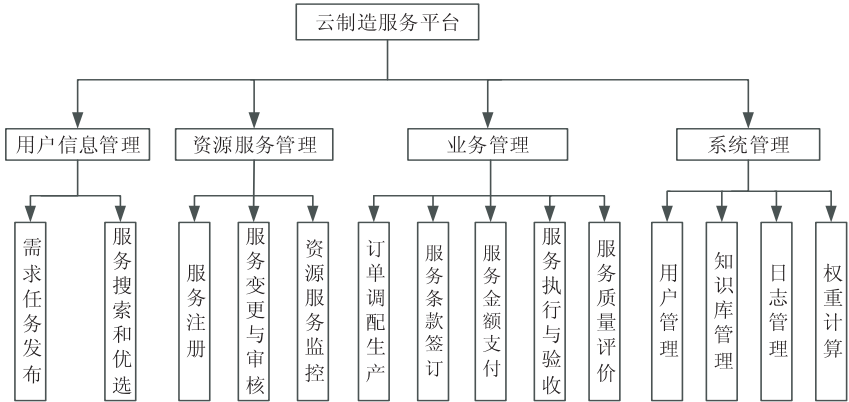 云制造服务平台
用户信息管理
资源服务管理
业务管理
系统管理
需求任务发布
服务搜索和优选
服务注册
服务变更与审核
资源服务监控
订单调配生产
服务条款签订
服务金额支付
服务执行与验收
服务质量评价
用户管理
知识库管理
日志管理
权重计算